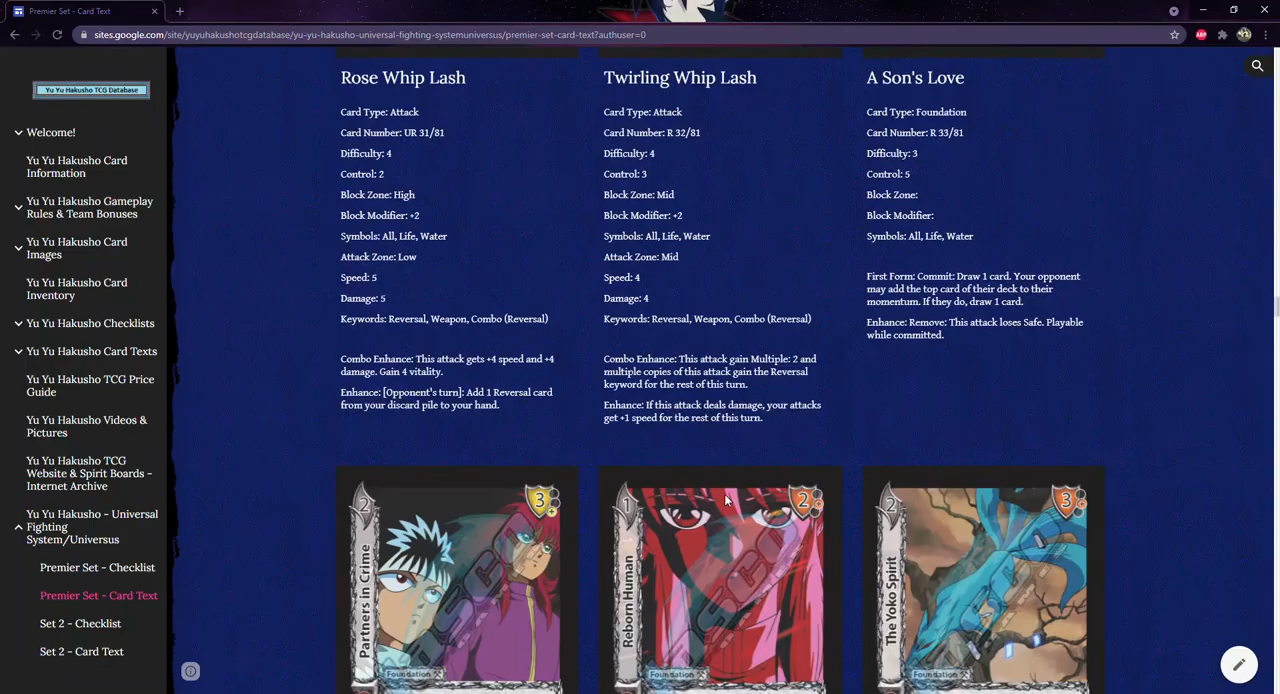 Premier Set - Card Text
sites.google.com/site/yuyuhakushotcgdatabase/yu-yu-hakusho-universal-fighting-systemuniversus/premier-set-card-text?authuser=0
ABP
Yu Yu Hakusho TCG Database
Welcome!
Yu Yu Hakusho Card
Information
Yu Yu Hakusho Gameplay
Rules & Team Bonuses
Yu Yu Hakusho Card
Images
Yu Yu Hakusho Card
Inventory
Yu Yu Hakusho Checklists
Yu Yu Hakusho Card Texts
Yu Yu Hakusho TCG Price
Guide
Yu Yu Hakusho Videos &
Pictures
Yu Yu Hakusho TCG
Website & Spirit Boards -
Internet Archive
Yu Yu Hakusho - Universal
Fighting
System/Universus
Premier Set - Checklist
Premier Set - Card Text
Set 2 - Checklist
Set 2 - Card Text
Rose Whip Lash
Card Type: Attack
Card Number: UR 31/81
Difficulty: 4
Control: 2
Block Zone: High
Block Modifier: +2
Symbols: All, Life, Water
Attack Zone: Low
Speed: 5
Damage: 5
Keywords: Reversal, Weapon, Combo (Reversal)
Combo Enhance: This attack gets +4 speed and +4
damage. Gain 4 vitality.
Enhance: [Opponent's turn]: Add 1 Reversal card
from your discard pile to your hand.
Twirling Whip Lash
Card Type: Attack
Card Number: R 32/81
Difficulty: 4
Control: 3
Block Zone: Mid
Block Modifier: +2
Symbols: All, Life, Water
Attack Zone: Mid
Speed: 4
Damage: 4
Keywords: Reversal, Weapon, Combo (Reversal)
Combo Enhance: This attack gain Multiple: 2 and
multiple copies of this attack gain the Reversal
keyword for the rest of this turn.
Enhance: If this attack deals damage, your attacks
get +1 speed for the rest of this turn.
A Son's Love
Card Type: Foundation
Card Number: R 33/81
Difficulty: 3
Control: 5
Block Zone:
Block Modifier:
Symbols: All, Life, Water
First Form: Commit: Draw 1 card. Your opponent
may add the top card of their deck to their
momentum. If they do, draw 1 card.
Enhance: Remove: This attack loses Safe. Playable
while committed.
2
3
Partners in Crime
Foundation
1
2
Reborn Human
Foundation
2
3
The Yoko Spirit
Foundation